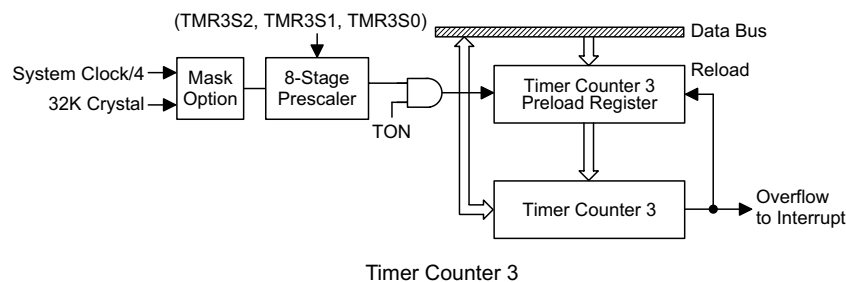 (TMR3S2, TMR3S1, TMR3S0)
Data Bus
System Clock/4
32K Crystal
Mask
Option
8-Stage
Prescaler
TON
Timer Counter 3
Preload Register
Reload
Timer Counter 3
Overflow
to Interrupt
Timer Counter 3